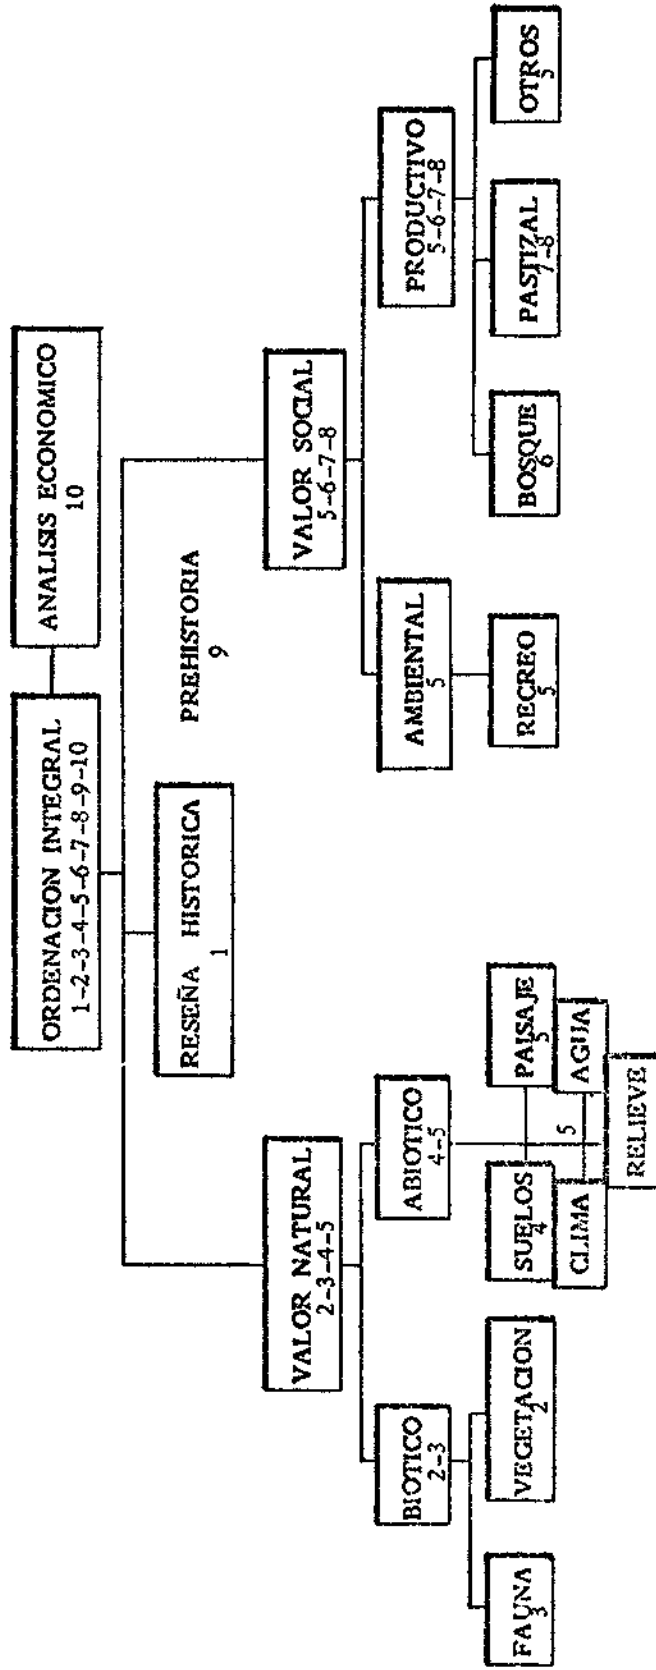 ORDENACION INTEGRAL
1-2-3-4-5-6-7-8-9-10
ANALISIS ECONOMICO
10
RESEÑA HISTORICA
1
PREHISTORIA
9
VALOR NATURAL
2-3-4-5
VALOR SOCIAL
5-6-7-8
BIOTICO
2-3
ABIOTICO
4-5
AMBIENTAL
5
PRODUCTIVO
5-6-7-8
FAUNA
3
VEGETACION
2
SUELOS
4
PAISAJE
5
CLIMA
5
AGUA
RELIEVE
RECREO
5
BOSQUE
6
PASTIZAL
7-8
OTROS
5